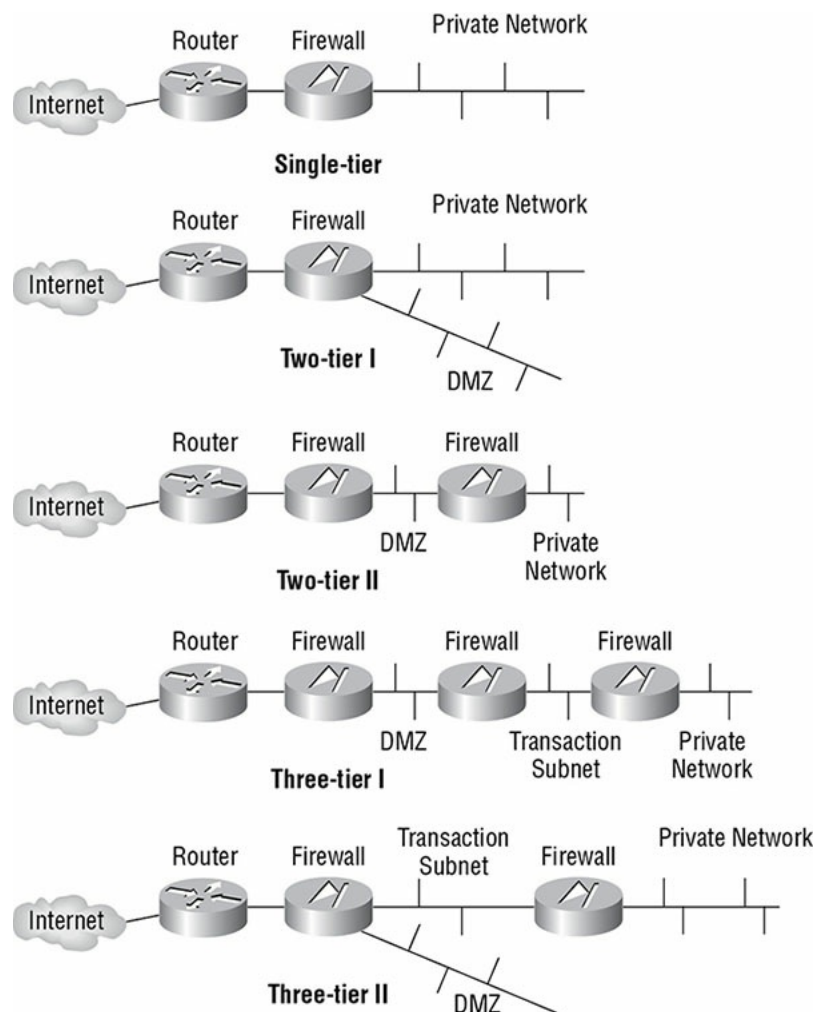 Private Network
Router Firewall
Internet
Single-tier
Private Network
Router Firewall
Internet
Two-tier I
DMZ
Router Firewall Firewall
Internet
DMZ
Private
Network
Two-tier II
Router Firewall Firewall Firewall
Internet
DMZ
Transaction
Subnet
Private
Network
Three-tier I
Transaction
Subnet
Private Network
Router Firewall Firewall
Internet
Three-tier II
DMZ